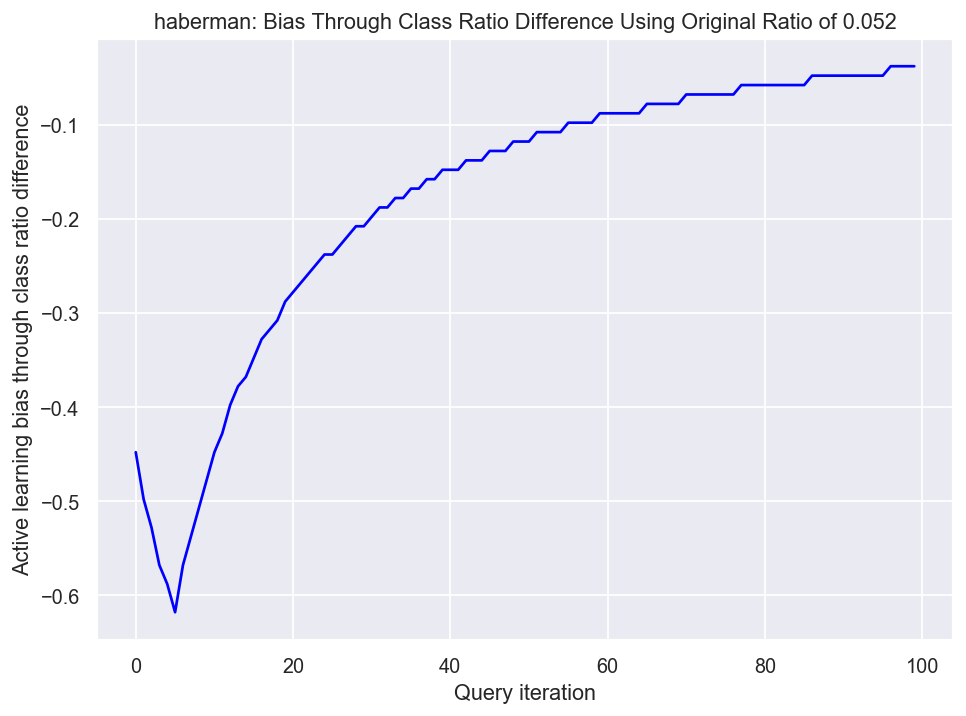 haberman: Bias Through Class Ratio Difference Using Original Ratio of 0.052
Active learning bias through class ratio difference
−0.1
−0.2
−0.3
−0.4
−0.5
−0.6
0 20 40 60 80 100
Query iteration